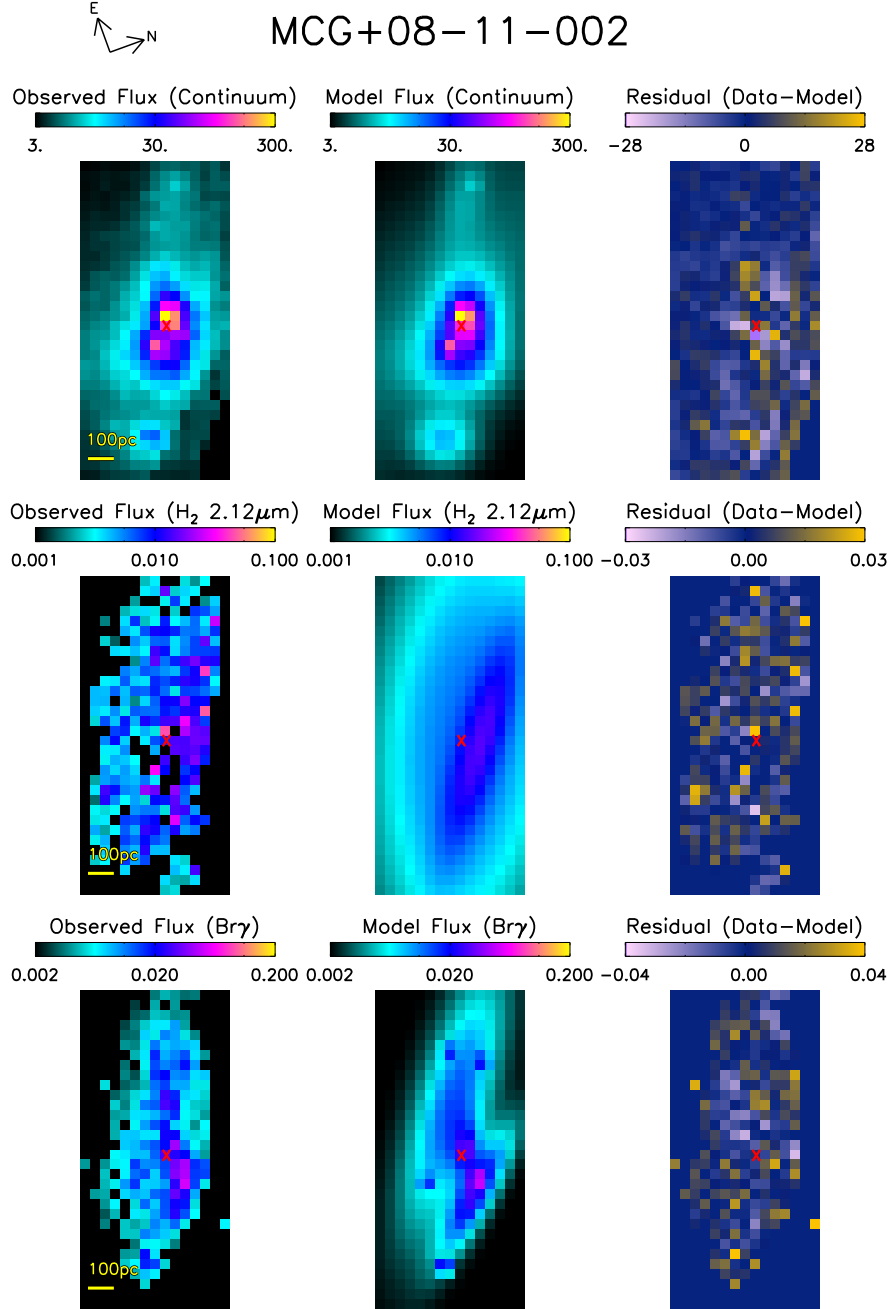 E
N
MCG+08-11-002
Observed Flux (Continuum) Model Flux (Continuum) Residual (Data-Model)
3. 30. 300. 3. 30. 300. -28 0 28
X X X
100pc
Observed Flux (H₂ 2.12μm) Model Flux (H₂ 2.12μm) Residual (Data-Model)
0.001 0.010 0.100 0.001 0.010 0.100 -0.03 0.00 0.03
X X X
100pc
Observed Flux (Brγ) Model Flux (Brγ) Residual (Data-Model)
0.002 0.020 0.200 0.002 0.020 0.200 -0.04 0.00 0.04
X X X
100pc